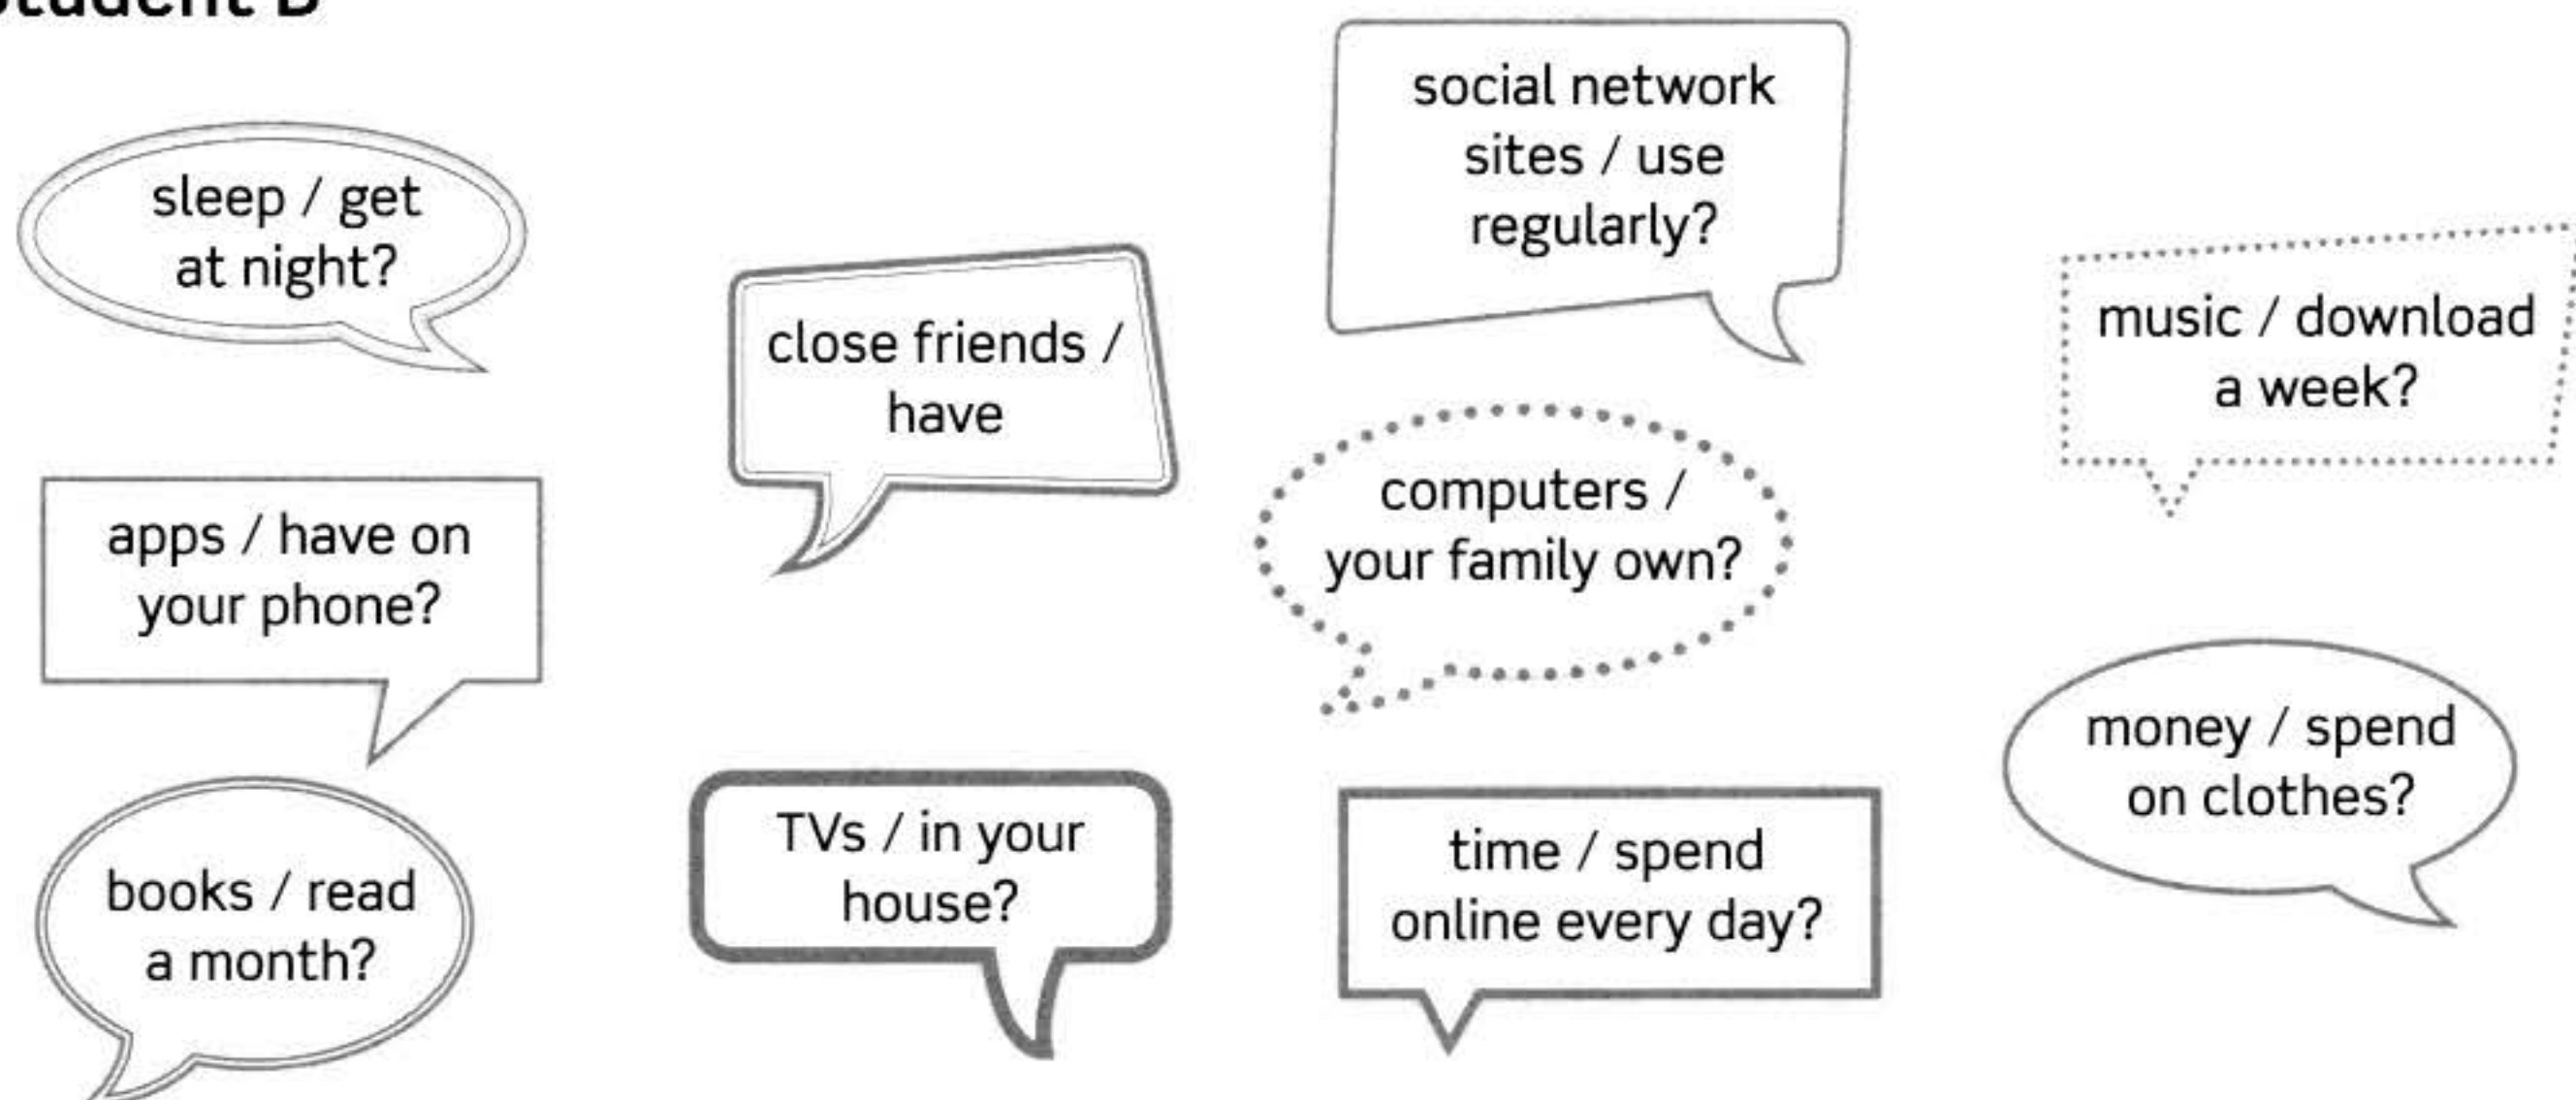 Student B
sleep / get
at night?
apps / have on
your phone?
books / read
a month?
close friends /
have
TVs / in your
house?
social network
sites / use
regularly?
computers /
your family own?
time / spend
online every day?
music / download
a week?
money / spend
on clothes?